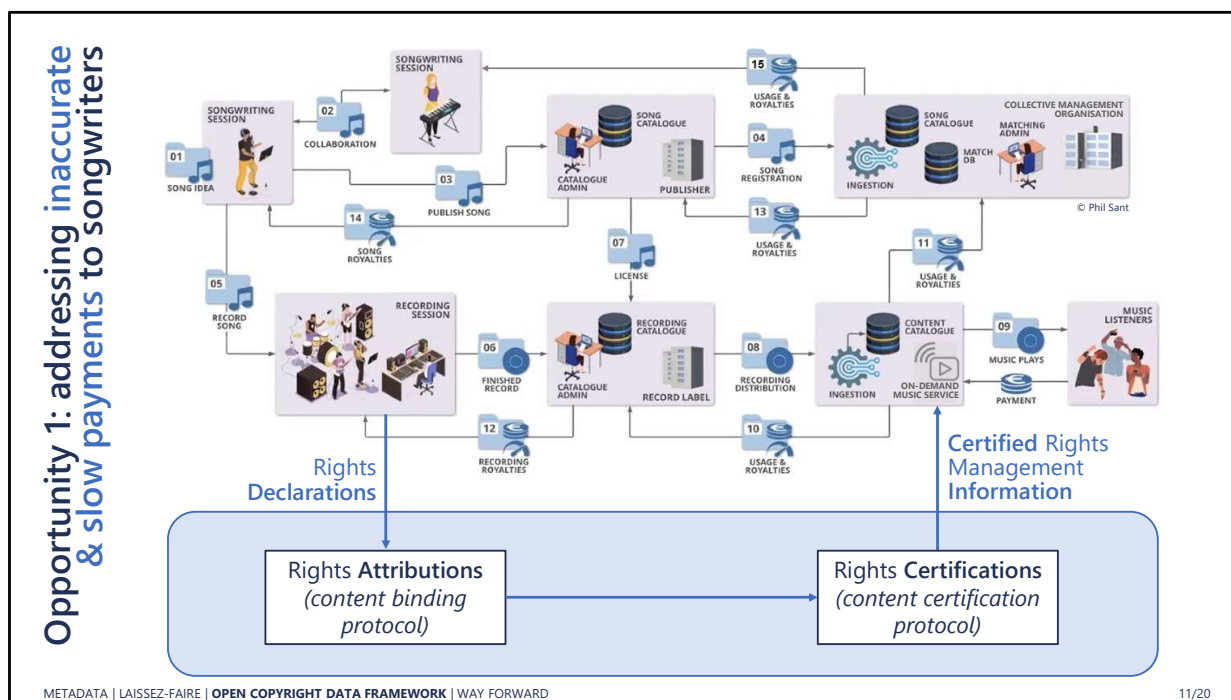 Opportunity 1: addressing inaccurate
& slow payments to songwriters
SONGWRITING
SESSION
15
USAGE &
ROYALTIES
SONGWRITING
SESSION
02
COLLABORATION
01
SONG IDEA
03
PUBLISH SONG
SONG
CATALOGUE
CATALOGUE
ADMIN
PUBLISHER
04
SONG
REGISTRATION
SONG
CATALOGUE
COLLECTIVE MANAGEMENT
ORGANISATION
MATCHING
ADMIN
MATCH
DB
INGESTION
© Phil Sant
14
SONG
ROYALTIES
13
USAGE &
ROYALTIES
07
LICENSE
11
USAGE &
ROYALTIES
05
RECORD
SONG
RECORDING
SESSION
06
FINISHED
RECORD
RECORDING
CATALOGUE
CATALOGUE
ADMIN
RECORD LABEL
08
RECORDING
DISTRIBUTION
CONTENT
CATALOGUE
INGESTION
ON-DEMAND
MUSIC SERVICE
09
MUSIC PLAYS
PAYMENT
MUSIC
LISTENERS
12
RECORDING
ROYALTIES
10
USAGE &
ROYALTIES
Rights
Declarations
Certified Rights
Management
Information
Rights Attributions
(content binding
protocol)
Rights Certifications
(content certification
protocol)
METADATA | LAISSEZ-FAIRE | OPEN COPYRIGHT DATA FRAMEWORK | WAY FORWARD
11/20